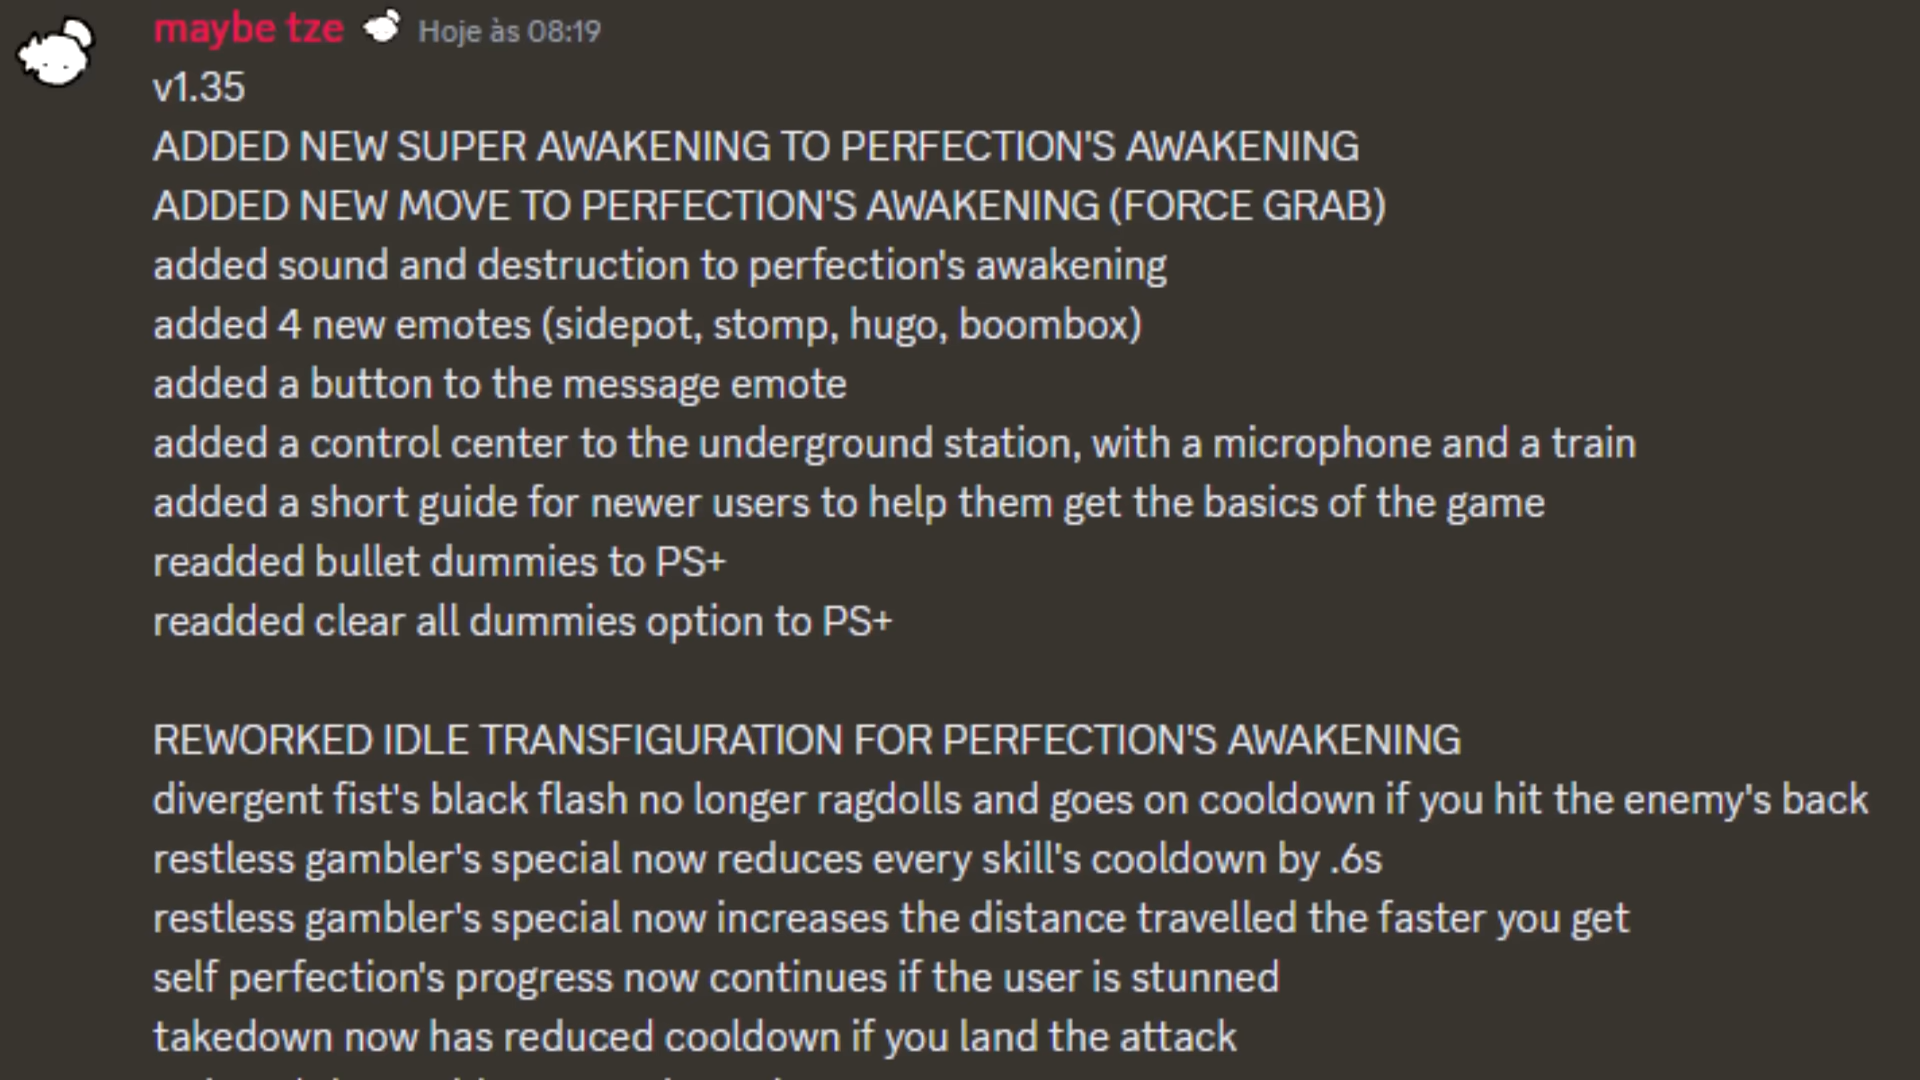 maybe tze Hoje às 08:19
v1.35
ADDED NEW SUPER AWAKENING TO PERFECTION'S AWAKENING
ADDED NEW MOVE TO PERFECTION'S AWAKENING (FORCE GRAB)
added sound and destruction to perfection's awakening
added 4 new emotes (sidepot, stomp, hugo, boombox)
added a button to the message emote
added a control center to the underground station, with a microphone and a train
added a short guide for newer users to help them get the basics of the game
readded bullet dummies to PS+
readded clear all dummies option to PS+
REWORKED IDLE TRANSFIGURATION FOR PERFECTION'S AWAKENING
divergent fist's black flash no longer ragdolls and goes on cooldown if you hit the enemy's back
restless gambler's special now reduces every skill's cooldown by .6s
restless gambler's special now increases the distance travelled the faster you get
self perfection's progress now continues if the user is stunned
takedown now has reduced cooldown if you land the attack